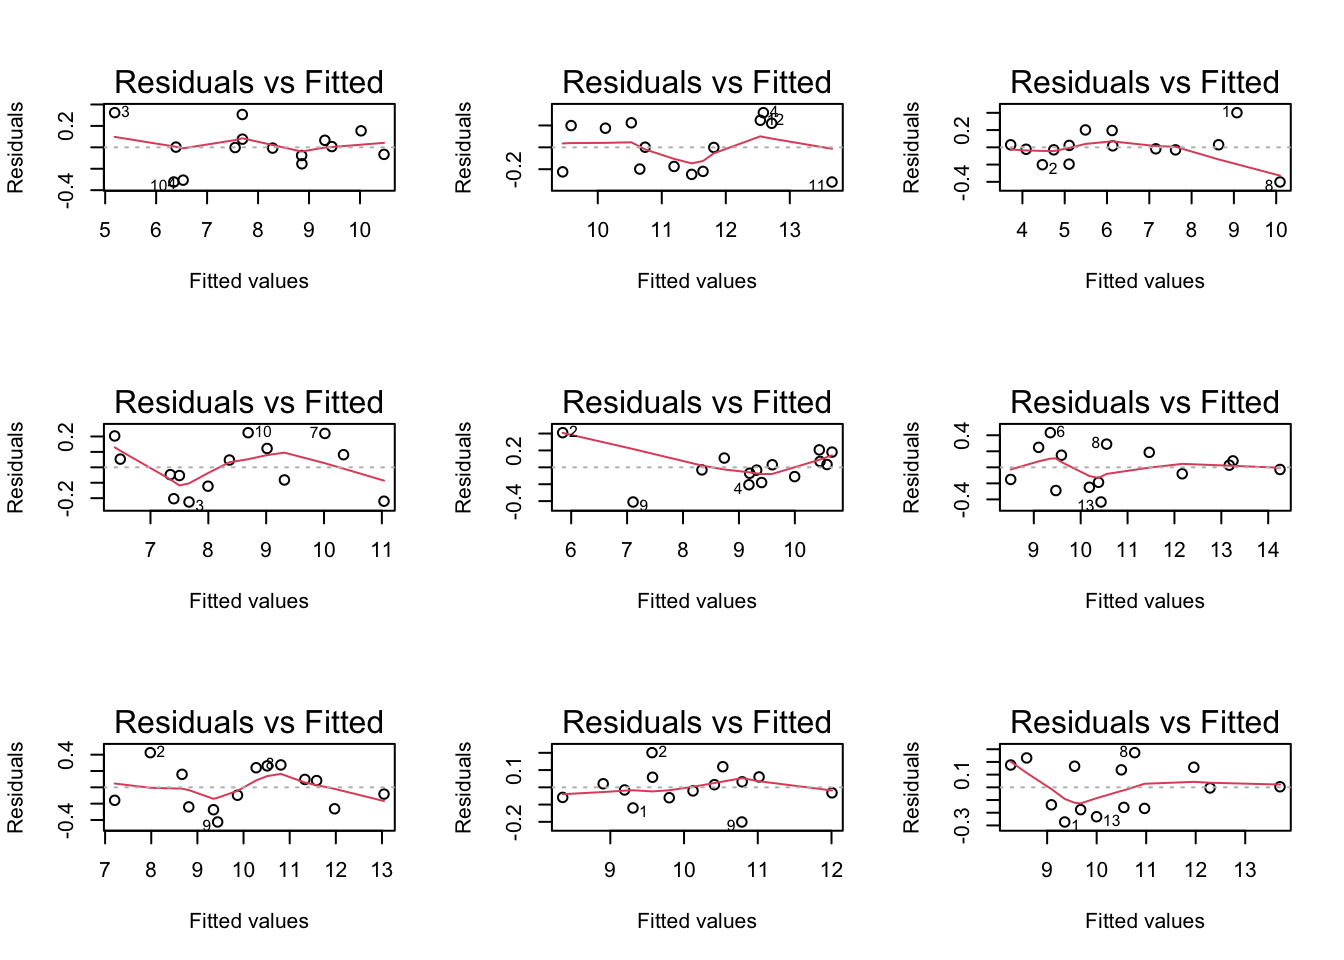 Residuals vs Fitted
Residuals
0.2
-0.4
3
10
5 6 7 8 9 10
Fitted values
Residuals vs Fitted
Residuals
-0.2
4
12
11
10 11 12 13
Fitted values
Residuals vs Fitted
Residuals
0.2
-0.4
1
2
8
4 5 6 7 8 9 10
Fitted values
Residuals vs Fitted
Residuals
0.2
-0.2
10
7
3
7 8 9 10 11
Fitted values
Residuals vs Fitted
Residuals
0.2
-0.4
2
4
9
6 7 8 9 10
Fitted values
Residuals vs Fitted
Residuals
0.4
-0.4
6
8
13
9 10 11 12 13 14
Fitted values
Residuals vs Fitted
Residuals
0.4
-0.4
2
8
9
7 8 9 10 11 12 13
Fitted values
Residuals vs Fitted
Residuals
0.1
-0.2
2
1
9
9 10 11 12
Fitted values
Residuals vs Fitted
Residuals
0.1
-0.3
8
1
13
9 10 11 12 13
Fitted values